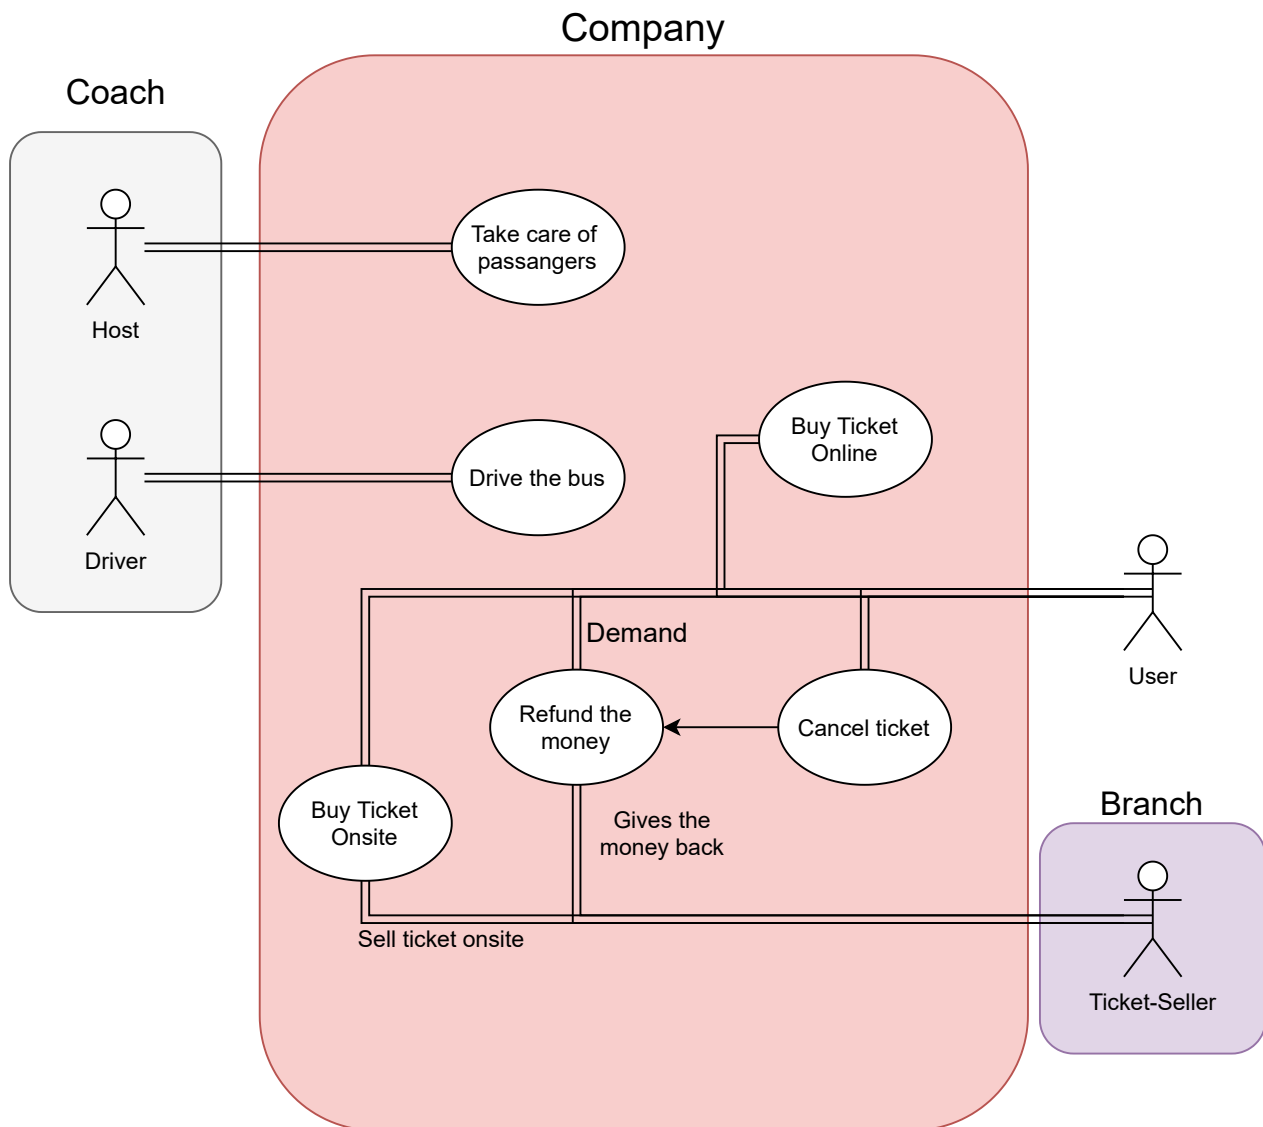 Company
Coach
Take care of
passangers
Host
Buy Ticket
Online
Drive the bus
Driver
Demand
User
Refund the
money
Cancel ticket
Buy Ticket
Onsite
Gives the
money back
Branch
Sell ticket onsite
Ticket-Seller